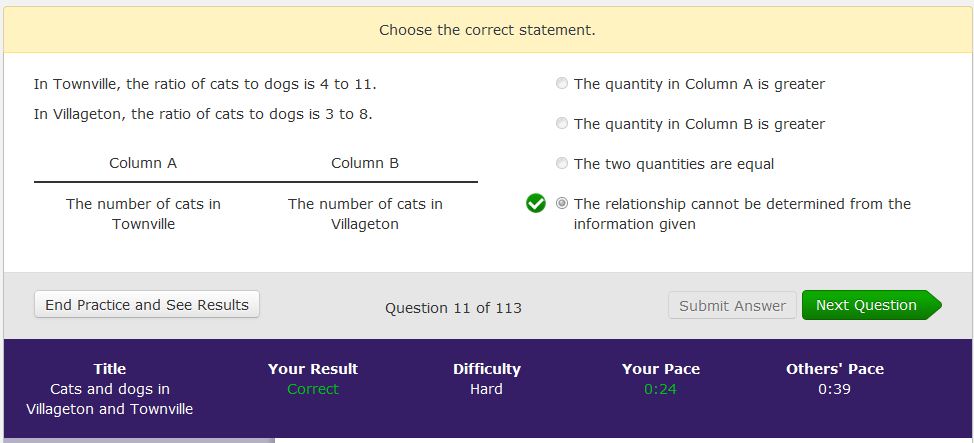 Choose the correct statement.
In Townville, the ratio of cats to dogs is 4 to 11.
In Villageton, the ratio of cats to dogs is 3 to 8.
Column A
Column B
The number of cats in
Townville
The number of cats in
Villageton
The quantity in Column A is greater
The quantity in Column B is greater
The two quantities are equal
The relationship cannot be determined from the
information given
End Practice and See Results
Question 11 of 113
Submit Answer
Next Question
Title
Cats and dogs in
Villageton and Townville
Your Result
Correct
Difficulty
Hard
Your Pace
0:24
Others' Pace
0:39